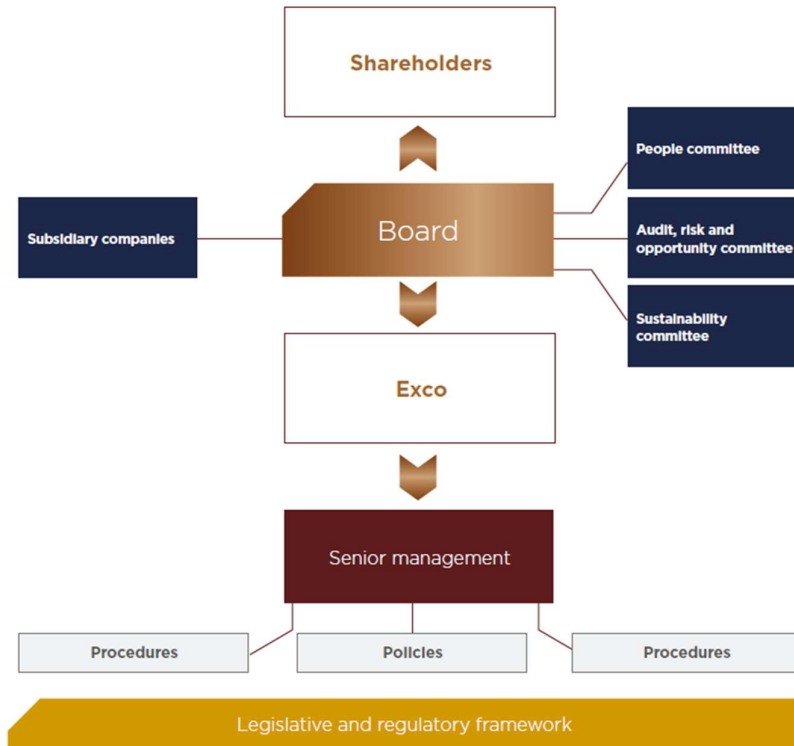 Shareholders
People committee
Subsidiary companies
Board
Audit, risk and
opportunity committee
Sustainability
committee
Exco
Senior management
Procedures
Policies
Procedures
Legislative and regulatory framework